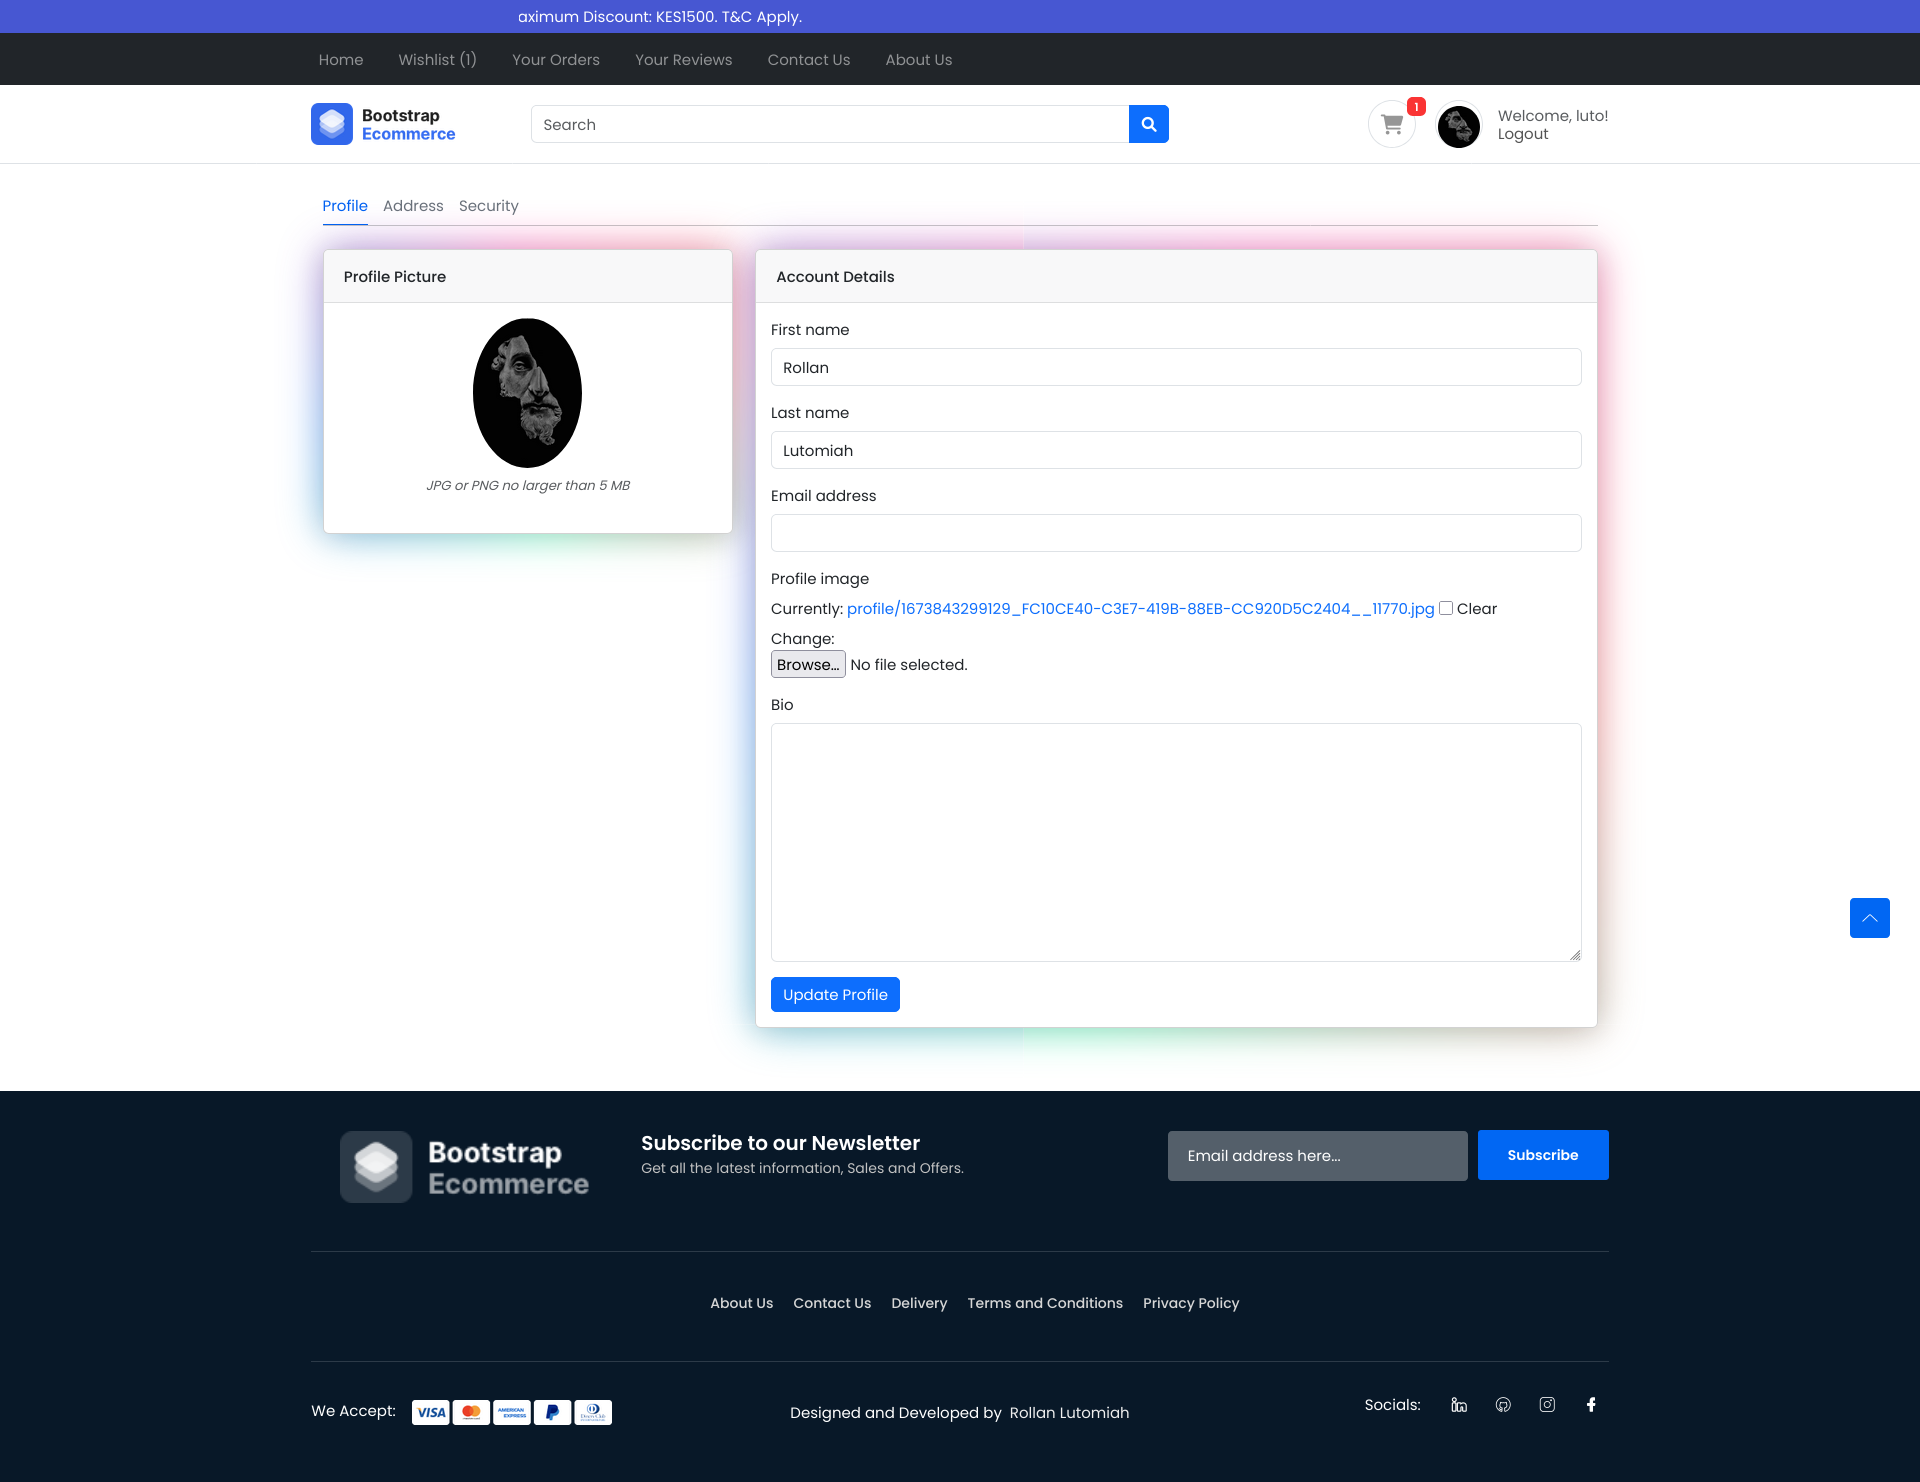 aximum Discount: KES1500. T&C Apply.
Home Wishlist (1) Your Orders Your Reviews Contact Us About Us
Bootstrap
Ecommerce
Search
1
Welcome, luto!
Logout
Profile Address Security
Profile Picture
JPG or PNG no larger than 5 MB
Account Details
First name
Rollan
Last name
Lutomiah
Email address
Profile image
Currently: profile/1673843299129_FC10CE40-C3E7-419B-88EB-CC920D5C2404__11770.jpg Clear
Change:
Browse... No file selected.
Bio
Update Profile
Bootstrap
Ecommerce
Subscribe to our Newsletter
Get all the latest information, Sales and Offers.
Email address here...
Subscribe
About Us Contact Us Delivery Terms and Conditions Privacy Policy
We Accept: VISA mastercard AMERICAN EXPRESS Diners Club
Designed and Developed by Rollan Lutomiah
Socials: